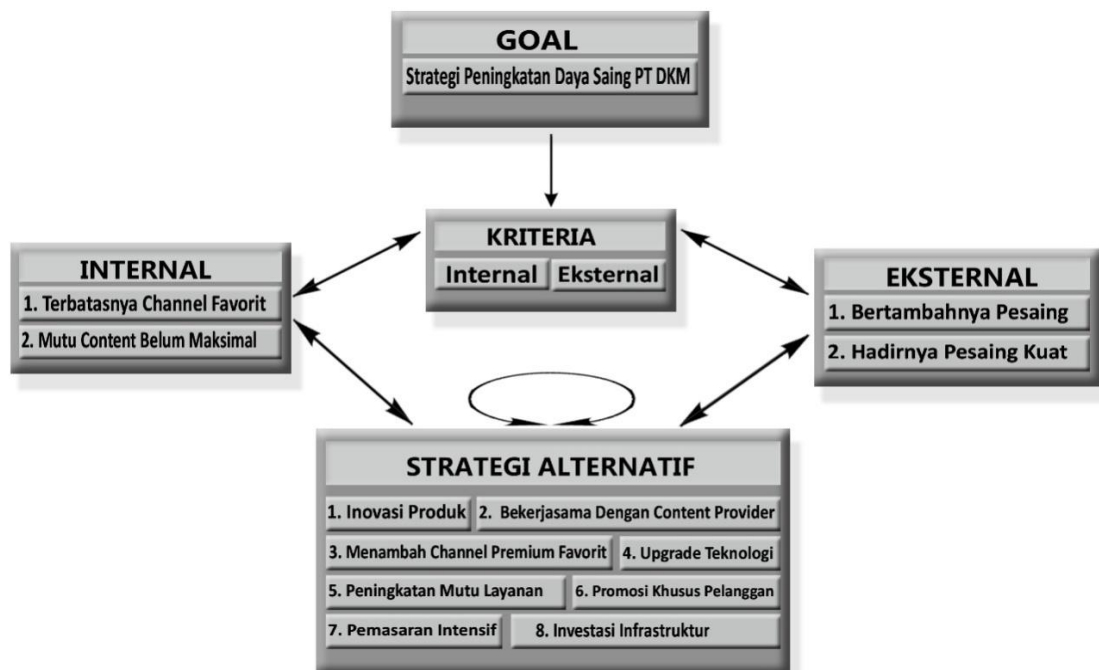 GOAL
Strategi Peningkatan Daya Saing PT DKM
KRITERIA
Internal Eksternal
INTERNAL
1. Terbatasnya Channel Favorit
2. Mutu Content Belum Maksimal
EKSTERNAL
1. Bertambahnya Pesaing
2. Hadirnya Pesaing Kuat
STRATEGI ALTERNATIF
1. Inovasi Produk 2. Bekerjasama Dengan Content Provider
3. Menambah Channel Premium Favorit 4. Upgrade Teknologi
5. Peningkatan Mutu Layanan 6. Promosi Khusus Pelanggan
7. Pemasaran Intensif 8. Investasi Infrastruktur